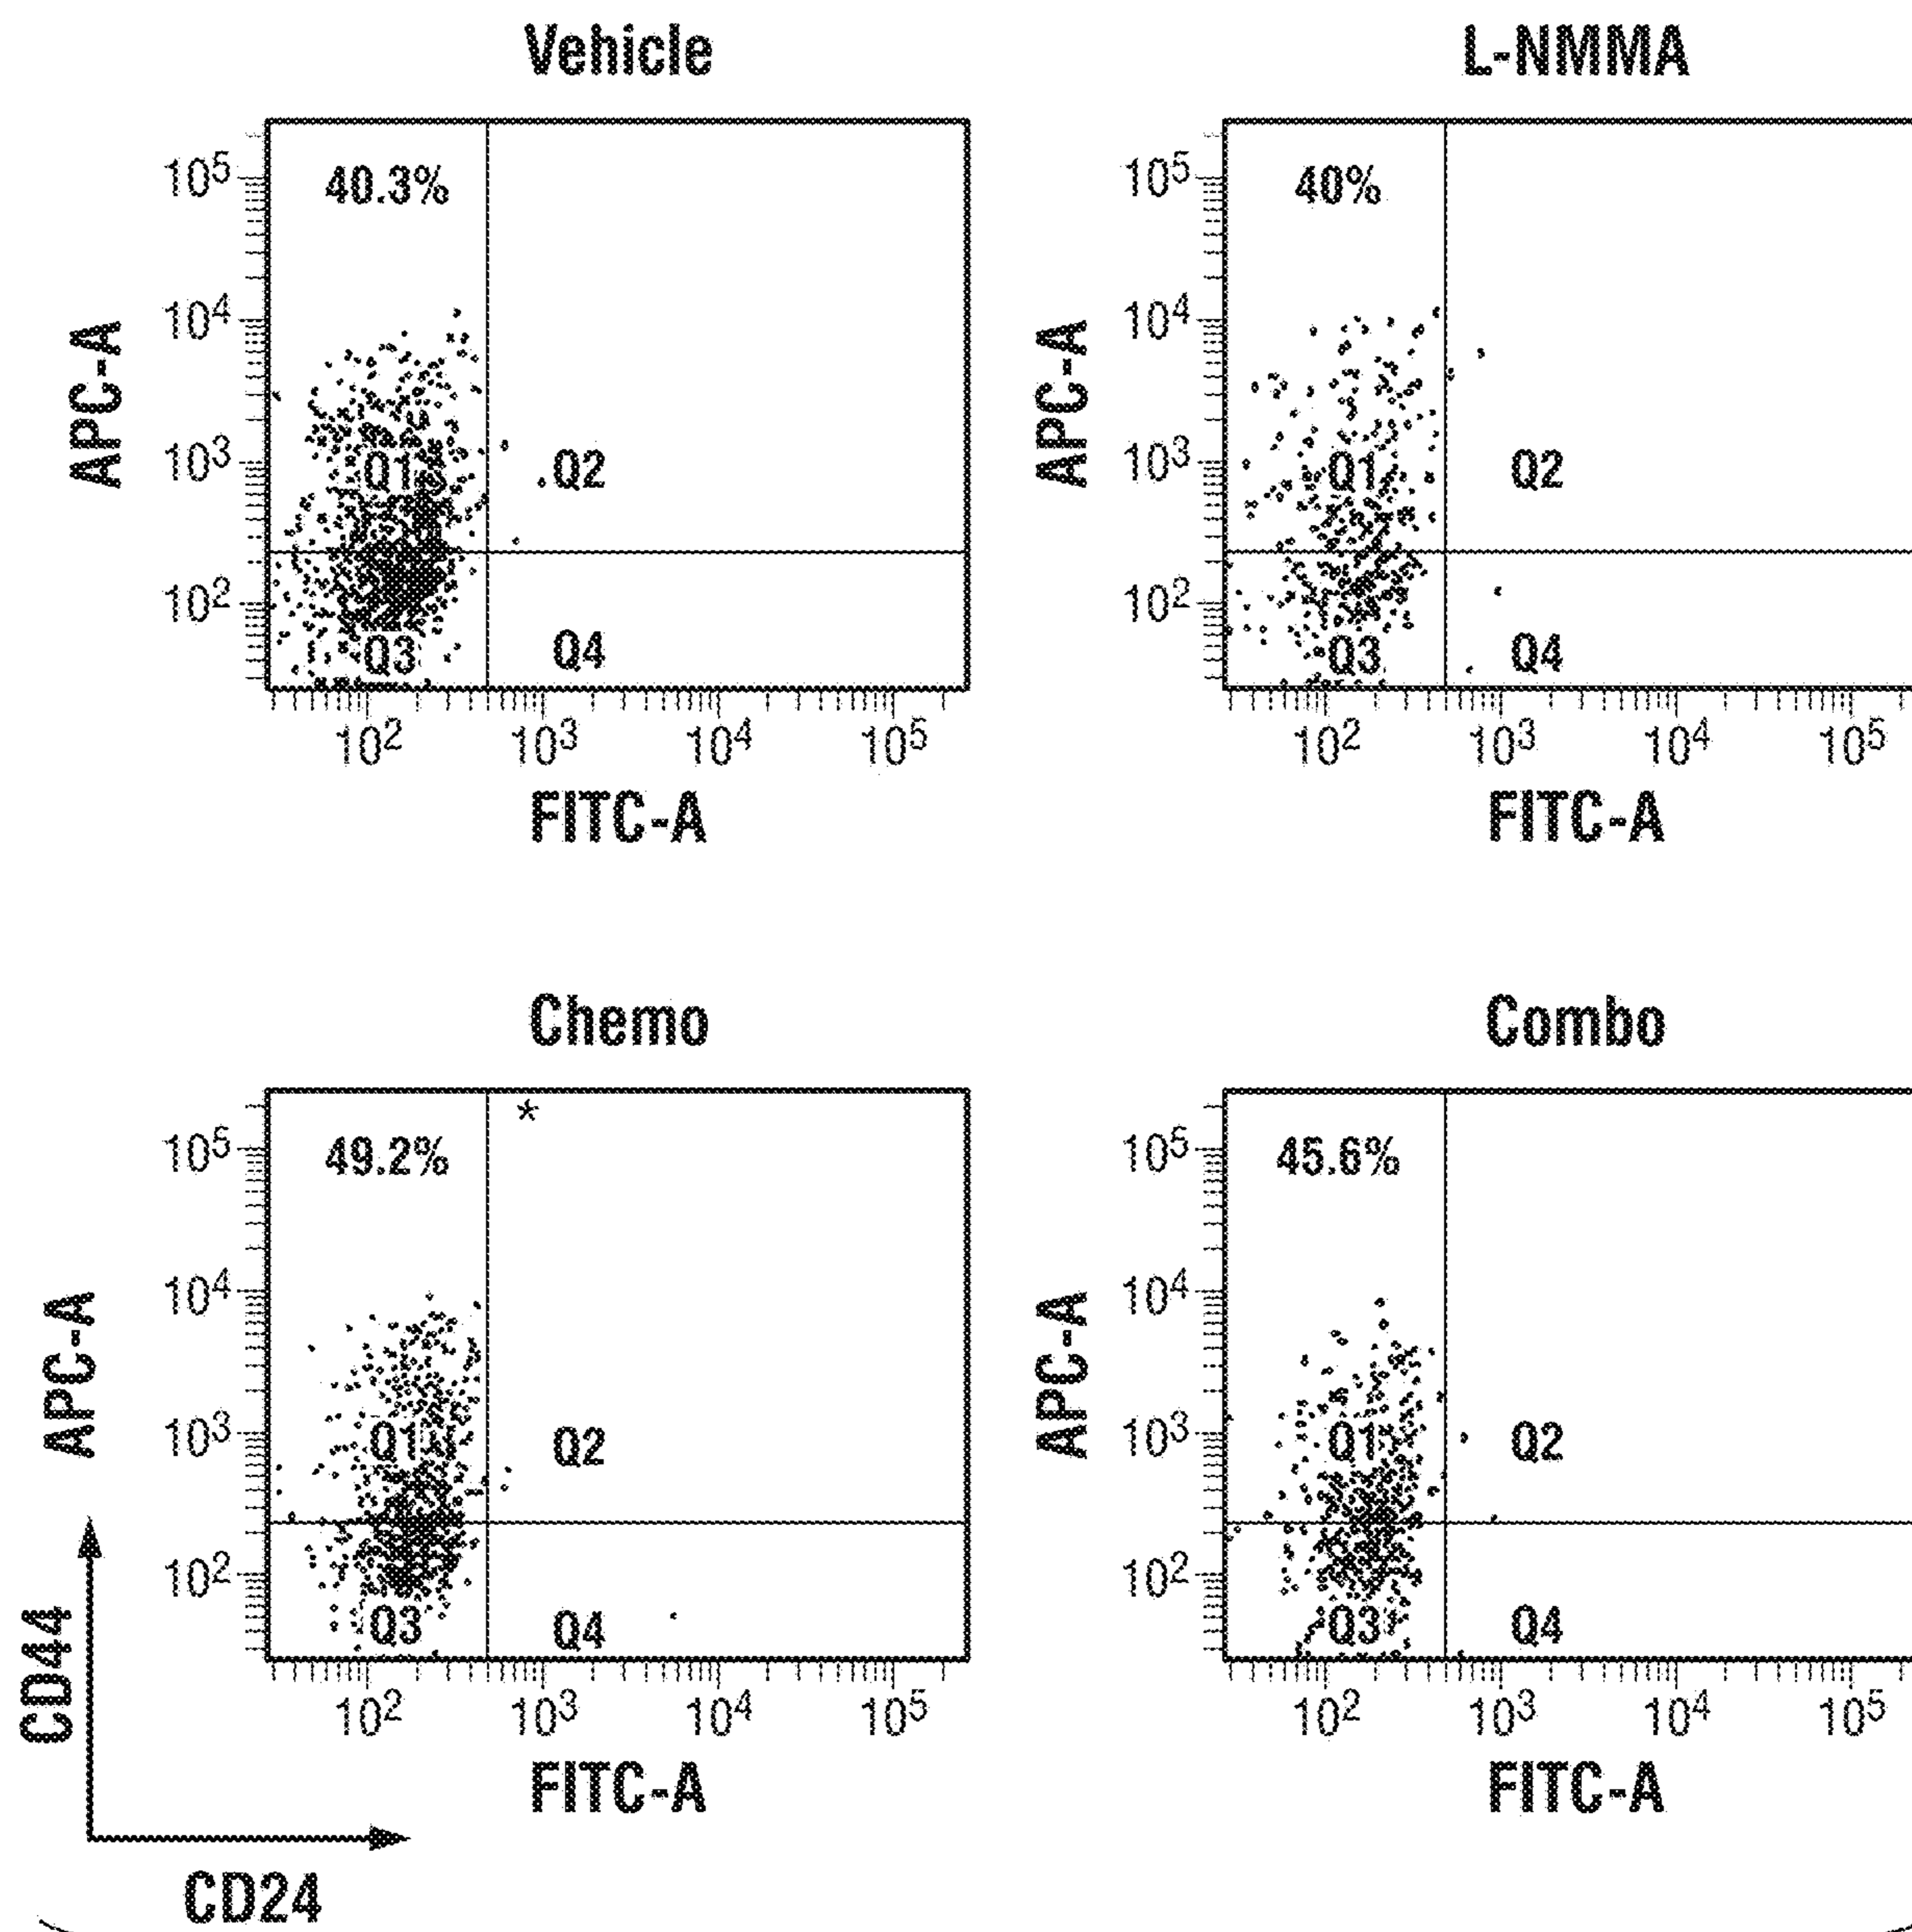 Vehicle
APC-A
10^5
10^4
10^3
10^2
40.3%
Q1
Q2
Q3
Q4
10^2 10^3 10^4 10^5
FITC-A
L-NMMA
APC-A
10^5
10^4
10^3
10^2
40%
Q1
Q2
Q3
Q4
10^2 10^3 10^4 10^5
FITC-A
Chemo
APC-A
10^5
10^4
10^3
10^2
49.2%
*
Q1
Q2
Q3
Q4
10^2 10^3 10^4 10^5
FITC-A
Combo
APC-A
10^5
10^4
10^3
10^2
45.6%
Q1
Q2
Q3
Q4
10^2 10^3 10^4 10^5
FITC-A
CD44
CD24